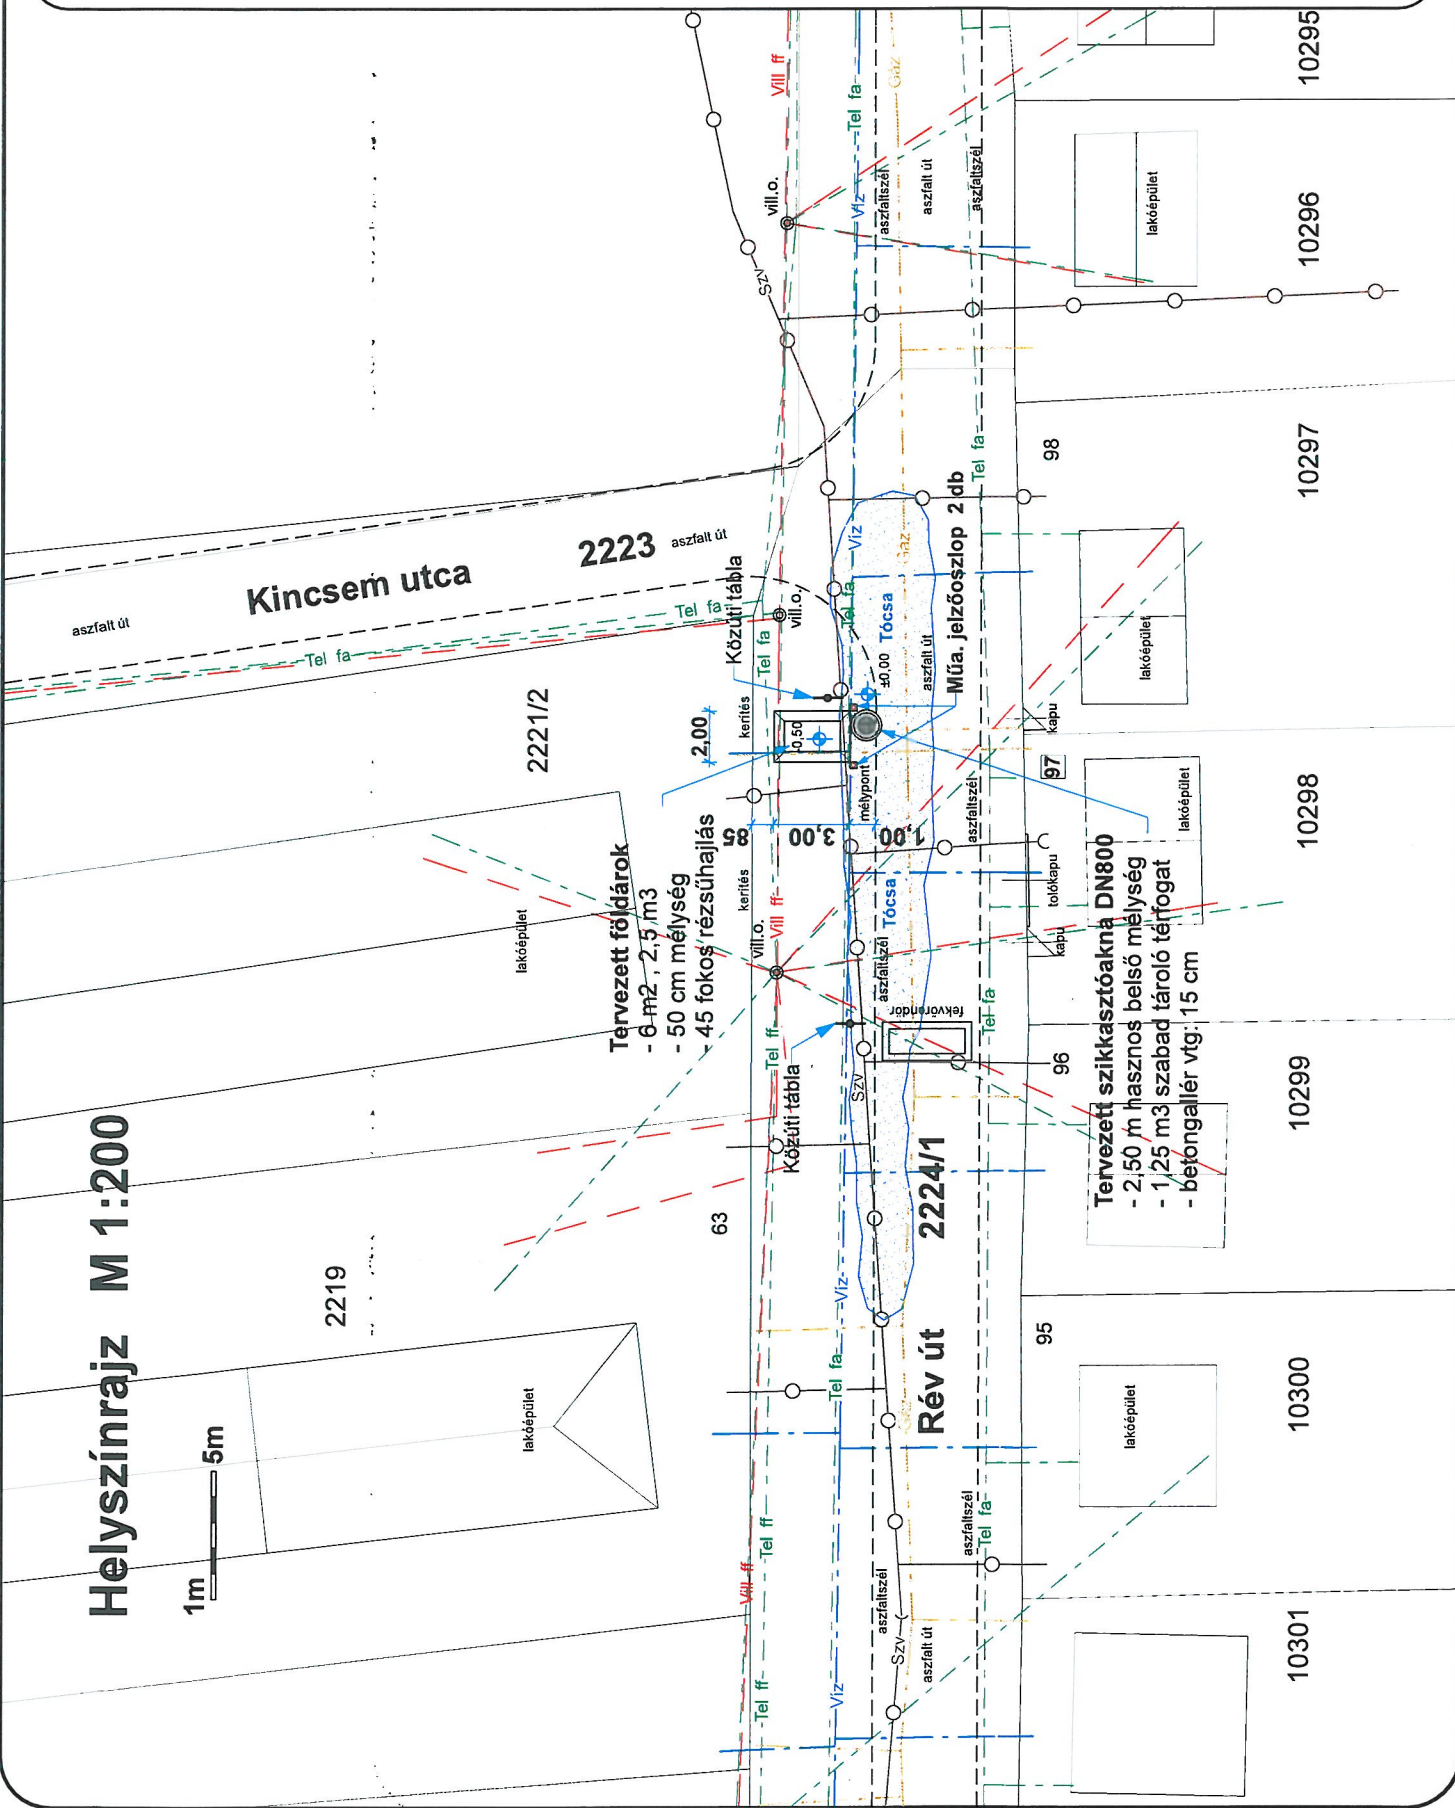 Helyszínrajz M 1:200
1m
5m
Kincsem utca
2223
aszfalt út
aszfalt út
Tel fa
Tel fa
2219
2221/2
lakóépület
lakóépület
Tervezett földárok
- 6 m2, 2,5 m3
- 50 cm mélység
- 45 fokos rézsűhajlás
63
2,00
kerítés
kerítés
85
3,00
1,00
-0,50
mélypont
Közúti tábla
Közúti tábla
vill.o.
vill.o.
vill.o.
Vill ff
Vill ff
Vill ff
Tel ff
Tel ff
Tel ff
Tel fa
Tel fa
Tel fa
Tel fa
Szv
Szv
Szv
Víz
Víz
Víz
Víz
Gáz
±0,00
Tócsa
Tócsa
aszfaltszél
aszfaltszél
aszfaltszél
aszfalt út
aszfalt út
aszfalt út
Műa. jelzőoszlop 2 db
fekvőrendőr
Rév út
2224/1
aszfaltszél
aszfaltszél
aszfaltszél
Tel fa
Tel fa
Tel fa
95
96
97
98
kapu
tolókapu
kapu
Tervezett szikkasztóakna DN800
- 2,50 m hasznos belső mélység
- 1,25 m3 szabad tároló térfogat
- betongallér vtg: 15 cm
lakóépület
lakóépület
lakóépület
lakóépület
10301
10300
10299
10298
10297
10296
10295